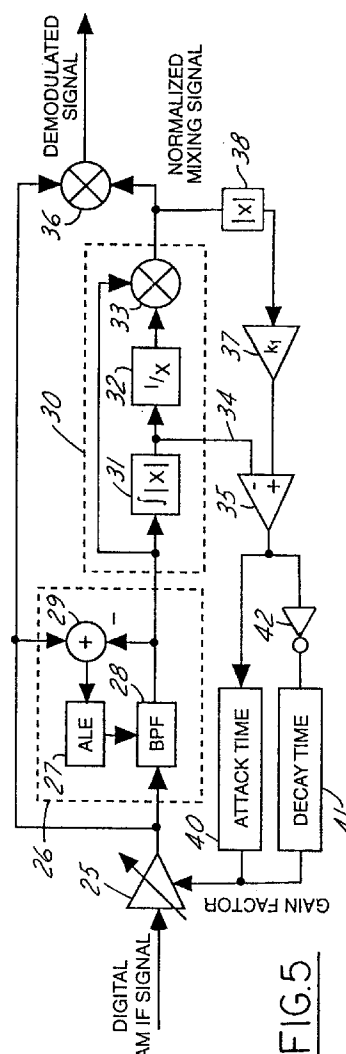 DEMODULATED
SIGNAL
36
NORMALIZED
MIXING SIGNAL
38
|x|
30
33
1/X
32
∫|X|
31
34
37
k1
-
+
35
29
+
-
ALE
27
28
BPF
26
42
40
ATTACK TIME
DECAY TIME
41
25
GAIN FACTOR
DIGITAL
AM IF SIGNAL
FIG.5